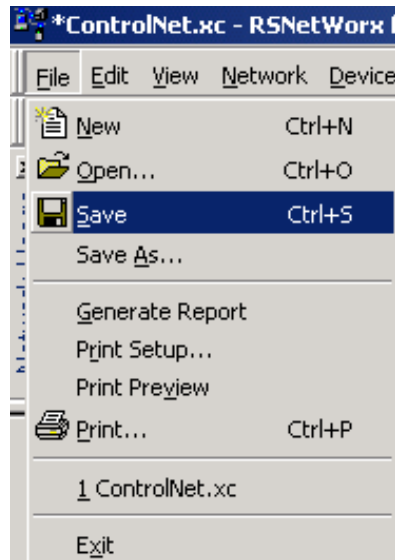 *ControlNet.xc - RSNetWorx
File Edit View Network Device
New Ctrl+N
Open... Ctrl+O
Save Ctrl+S
Save As...
Generate Report
Print Setup...
Print Preview
Print... Ctrl+P
1 ControlNet.xc
Exit